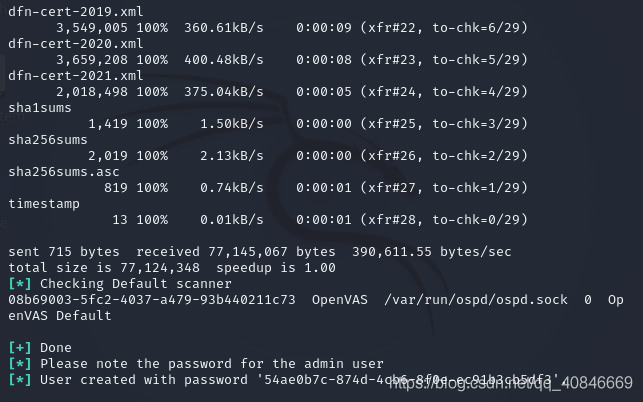 dfn-cert-2019.xml
3,549,005 100% 360.61kB/s 0:00:09 (xfr#22, to-chk=6/29)
dfn-cert-2020.xml
3,659,208 100% 400.48kB/s 0:00:08 (xfr#23, to-chk=5/29)
dfn-cert-2021.xml
2,018,498 100% 375.04kB/s 0:00:05 (xfr#24, to-chk=4/29)
sha1sums
1,419 100% 1.50kB/s 0:00:00 (xfr#25, to-chk=3/29)
sha256sums
2,019 100% 2.13kB/s 0:00:00 (xfr#26, to-chk=2/29)
sha256sums.asc
819 100% 0.74kB/s 0:00:01 (xfr#27, to-chk=1/29)
timestamp
13 100% 0.01kB/s 0:00:01 (xfr#28, to-chk=0/29)
sent 715 bytes received 77,145,067 bytes 390,611.55 bytes/sec
total size is 77,124,348 speedup is 1.00
[*] Checking Default scanner
08b69003-5fc2-4037-a479-93b440211c73 OpenVAS /var/run/ospd/ospd.sock 0 Op
enVAS Default
[+] Done
[*] Please note the password for the admin user
[*] User created with password '54ae0b7c-874d-4cb6-8f0e-ec91b3cb5df3'.
https://blog.csdn.net/qq_40846669